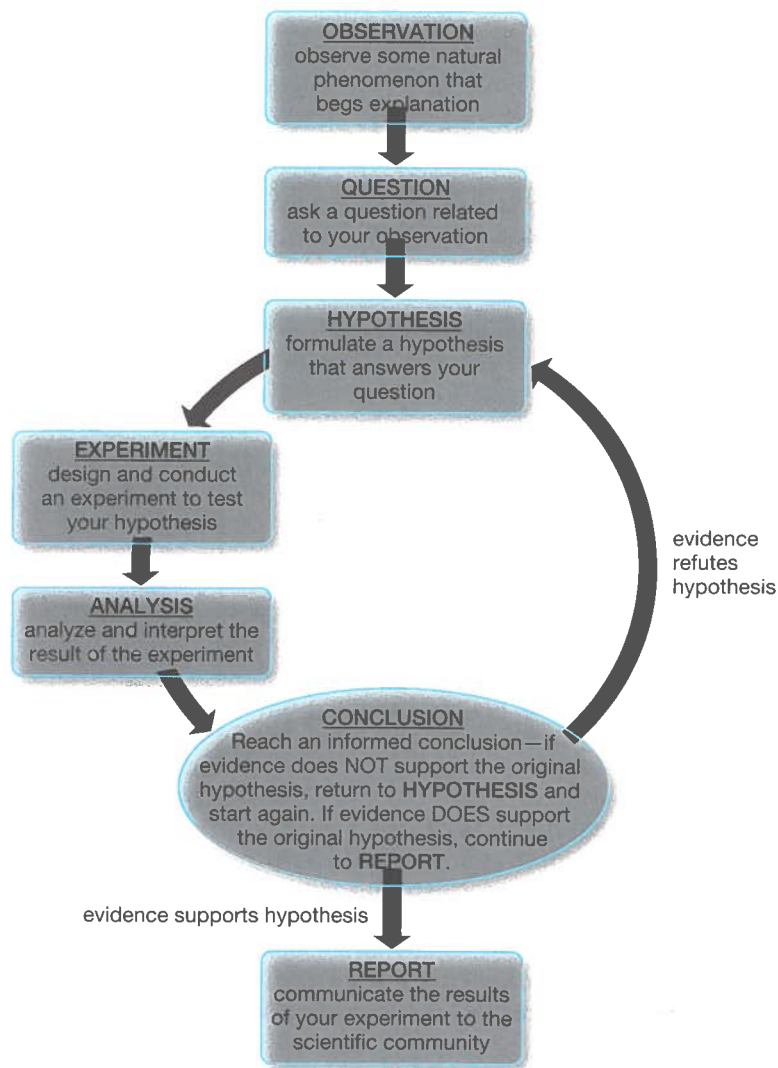 OBSERVATION
observe some natural
phenomenon that
begs explanation
QUESTION
ask a question related
to your observation
HYPOTHESIS
formulate a hypothesis
that answers your
question
EXPERIMENT
design and conduct
an experiment to test
your hypothesis
ANALYSIS
analyze and interpret the
result of the experiment
evidence
refutes
hypothesis
CONCLUSION
Reach an informed conclusion—if
evidence does NOT support the original
hypothesis, return to HYPOTHESIS and
start again. If evidence DOES support
the original hypothesis, continue
to REPORT.
evidence supports hypothesis
REPORT
communicate the results
of your experiment to the
scientific community